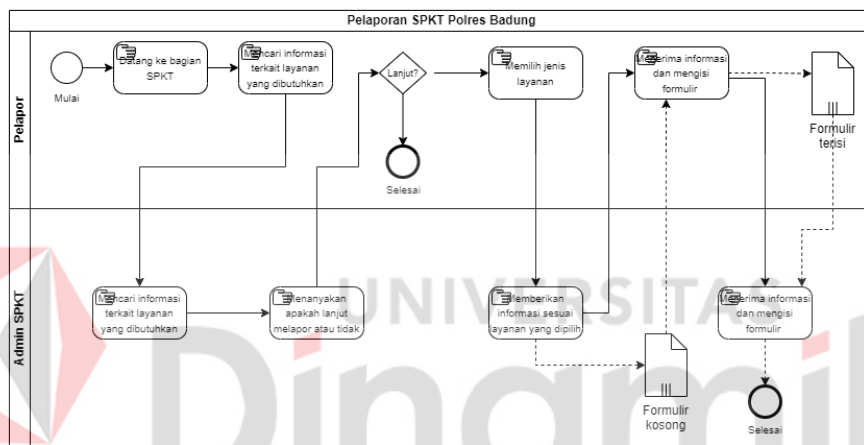 Pelaporan SPKT Polres Badung
Pelapor
Mulai
Datang ke bagian
SPKT
Mencari informasi
terkait layanan
yang dibutuhkan
Lanjut?
Selesai
Memilih jenis
layanan
Menerima informasi
dan mengisi
formulir
Formulir
terisi
Admin SPKT
Mencari informasi
terkait layanan
yang dibutuhkan
Menanyakan
apakah lanjut
melapor atau tidak
Memberikan
informasi sesuai
layanan yang dipilih
Formulir
kosong
Menerima informasi
dan mengisi
formulir
Selesai
UNIVERSITAS